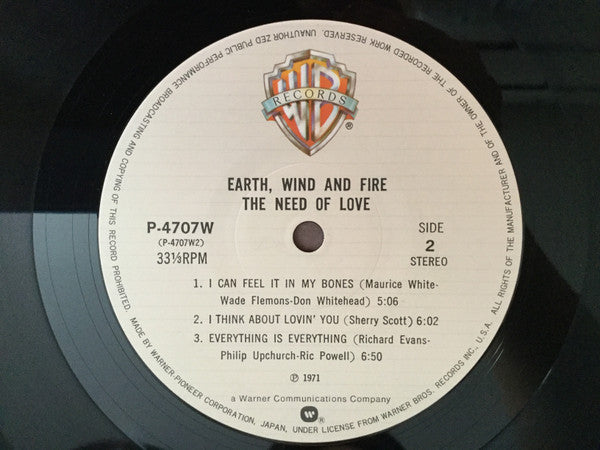 UNAUTHORIZED PUBLIC PERFORMANCE BROADCASTING AND COPYING OF THIS RECORD PROHIBITED.
ALL RIGHTS OF THE MANUFACTURER AND OF THE OWNER OF THE RECORDED WORK RESERVED.
W
RECORDS
®
EARTH, WIND AND FIRE
THE NEED OF LOVE
P-4707W
(P-4707W2)
33⅓RPM
SIDE
2
STEREO
1. I CAN FEEL IT IN MY BONES (Maurice White-
Wade Flemons-Don Whitehead) 5:06
2. I THINK ABOUT LOVIN' YOU (Sherry Scott) 6:02
3. EVERYTHING IS EVERYTHING (Richard Evans-
Philip Upchurch-Ric Powell) 6:50
℗ 1971
a Warner Communications Company
®
MADE BY WARNER-PIONEER CORPORATION, JAPAN, UNDER LICENSE FROM WARNER BROS. RECORDS INC., U.S.A.